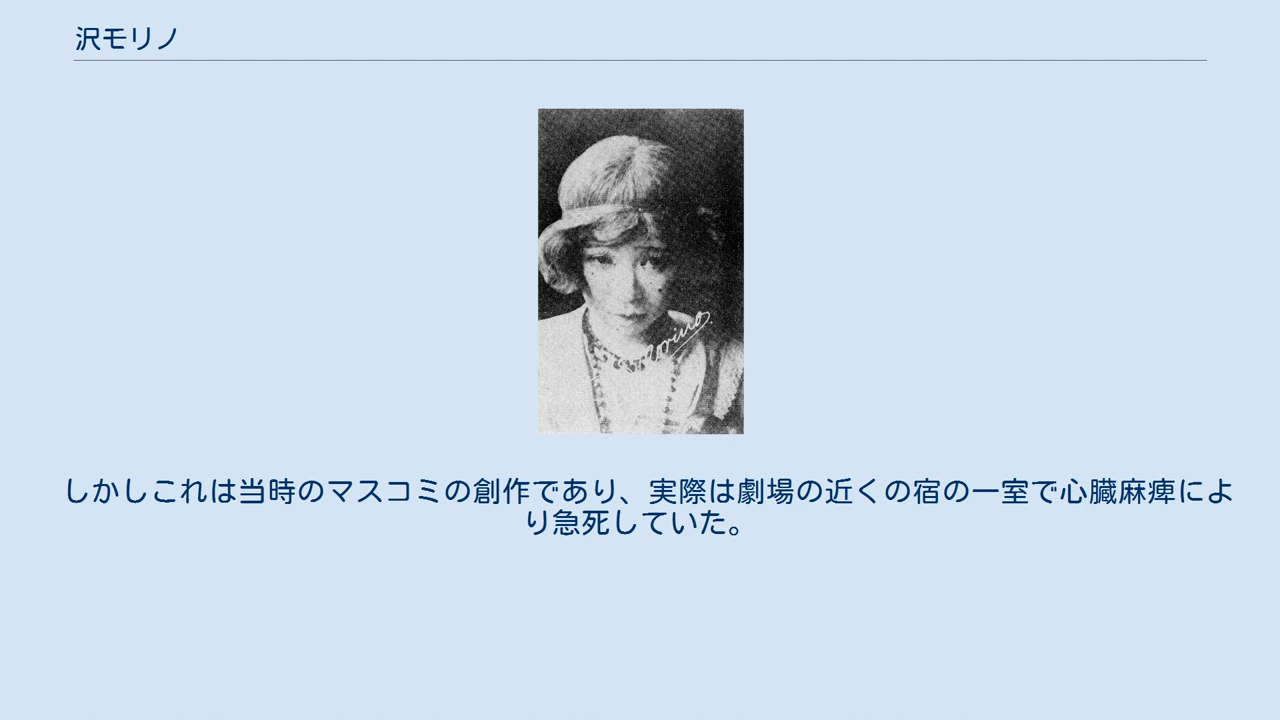 沢モリノ
Morino.
しかしこれは当時のマスコミの創作であり、実際は劇場の近くの宿の一室で心臓麻痺によ
り急死していた。